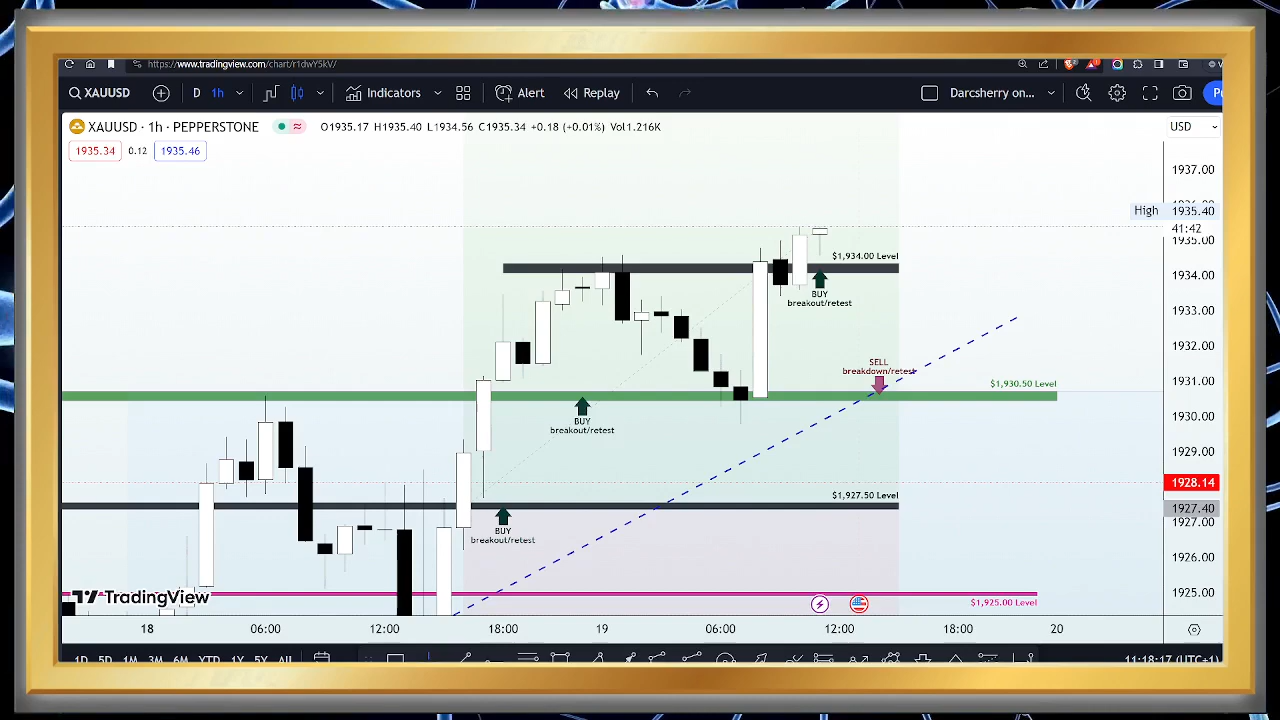 https://www.tradingview.com/chart/r1dwY5kV/
XAUUSD D 1h Indicators Alert Replay Darcsherry on...
XAUUSD · 1h · PEPPERSTONE O1935.17 H1935.40 L1934.56 C1935.34 +0.18 (+0.01%) Vol1.216K USD
1935.34 0.12 1935.46
1937.00
High 1935.40
41:42
1935.00
$1,934.00 Level
1934.00
BUY
breakout/retest
1933.00
1932.00
SELL
breakdown/retest
$1,930.50 Level
1931.00
1930.00
BUY
breakout/retest
1929.00
1928.14
$1,927.50 Level
1927.40
1927.00
BUY
breakout/retest
1926.00
1925.00
TradingView
$1,925.00 Level
18 06:00 12:00 18:00 19 06:00 12:00 18:00 20
1D 5D 1M 3M 6M YTD 1Y 5Y All
11:18:17 (UTC+1)